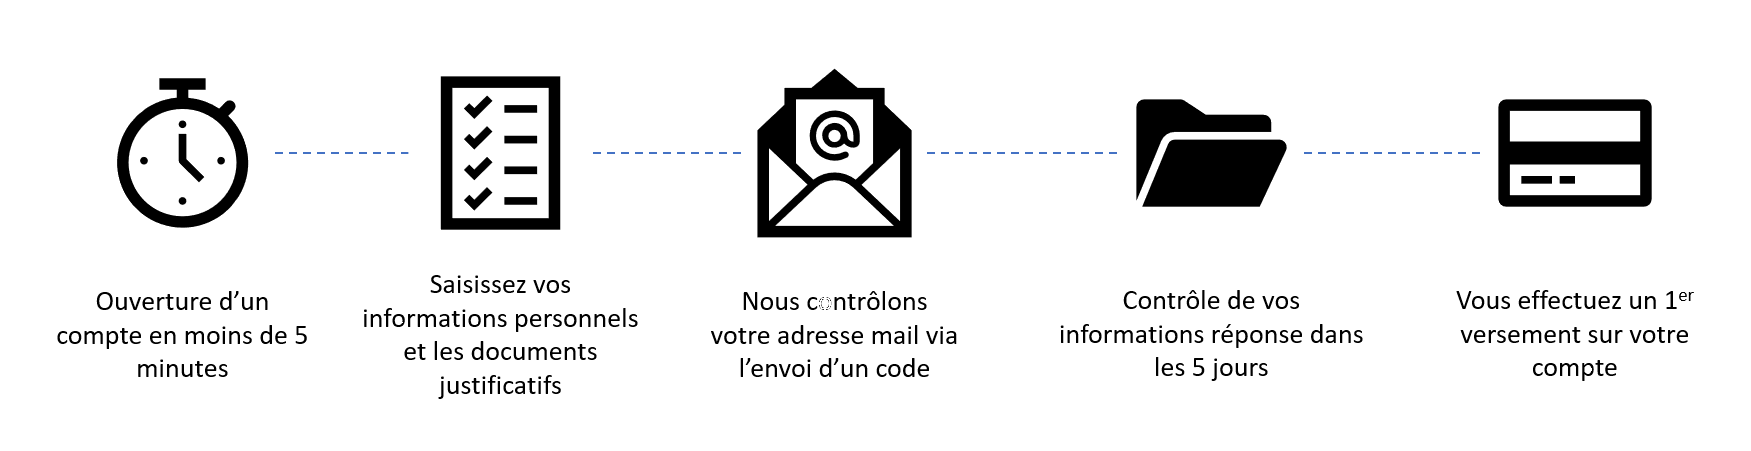 Ouverture d’un
compte en moins de 5
minutes
Saisissez vos
informations personnels
et les documents
justificatifs
Nous contrôlons
votre adresse mail via
l’envoi d’un code
Contrôle de vos
informations réponse dans
les 5 jours
Vous effectuez un 1er
versement sur votre
compte